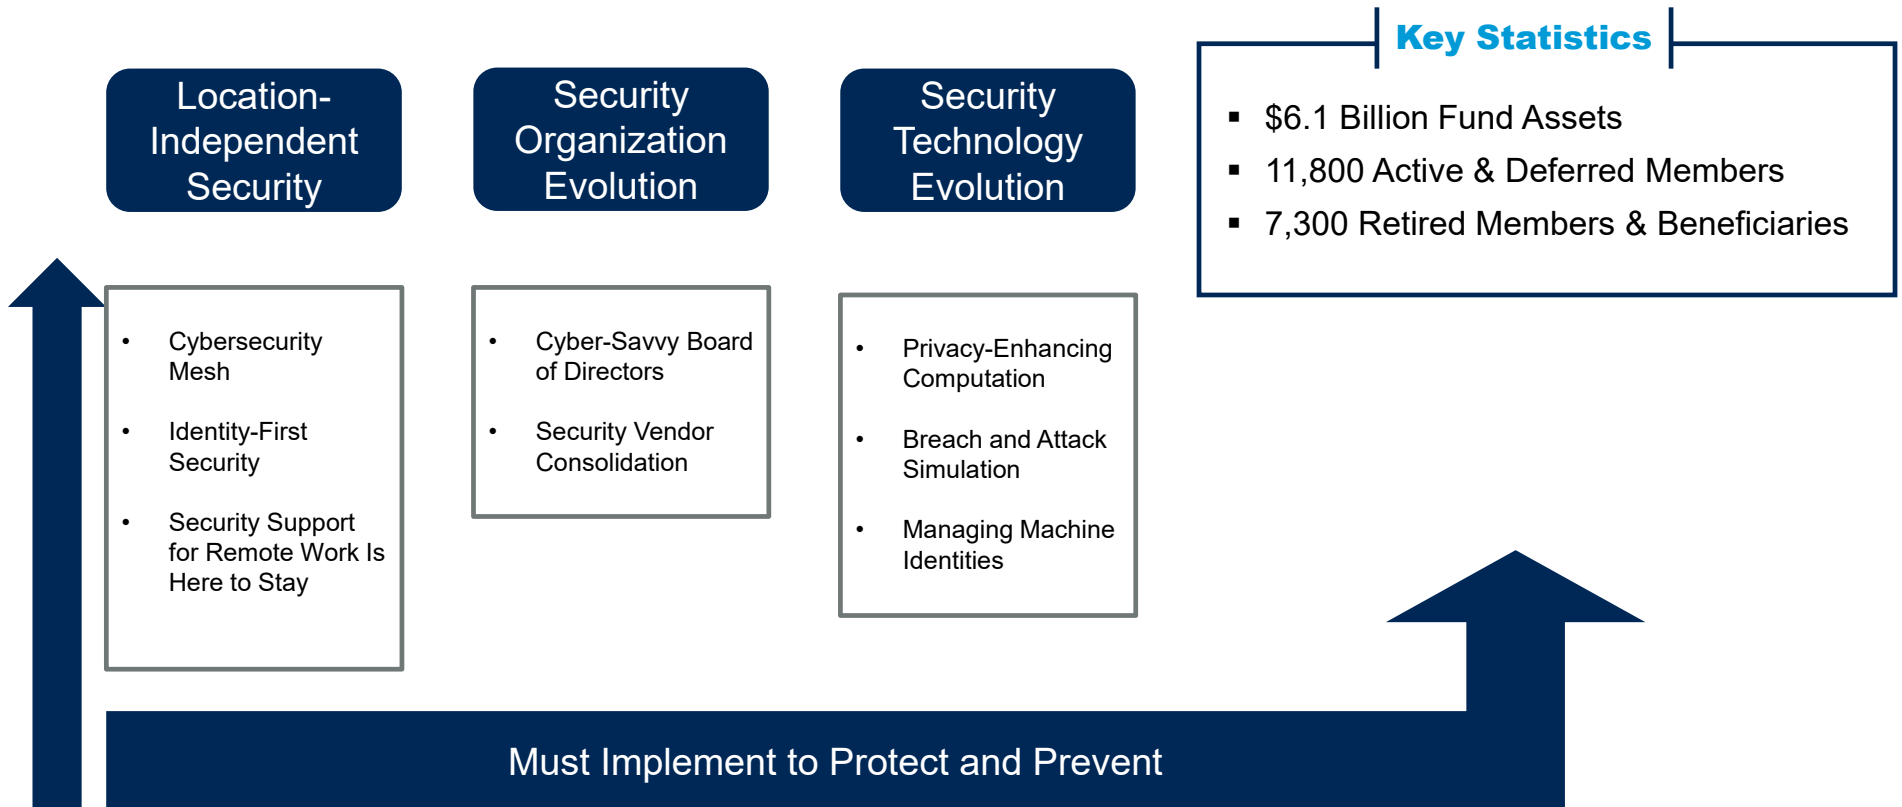 Location-
Independent
Security
Security
Organization
Evolution
Security
Technology
Evolution
Key Statistics
▪ $6.1 Billion Fund Assets
▪ 11,800 Active & Deferred Members
▪ 7,300 Retired Members & Beneficiaries
• Cybersecurity
Mesh
• Identity-First
Security
• Security Support
for Remote Work Is
Here to Stay
• Cyber-Savvy Board
of Directors
• Security Vendor
Consolidation
• Privacy-Enhancing
Computation
• Breach and Attack
Simulation
• Managing Machine
Identities
Must Implement to Protect and Prevent